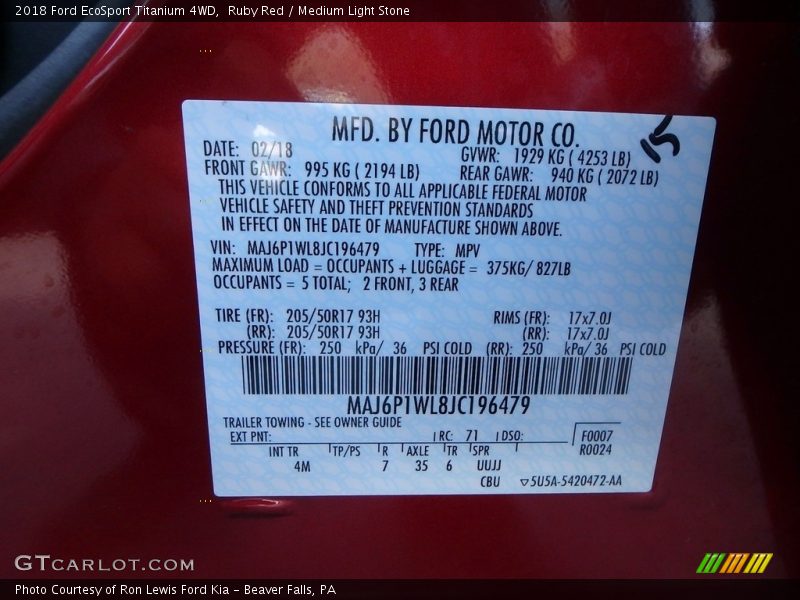 2018 Ford EcoSport Titanium 4WD,  Ruby Red / Medium Light Stone
MFD. BY FORD MOTOR CO.
15
DATE: 02/18
GVWR: 1929 KG ( 4253 LB)
FRONT GAWR: 995 KG ( 2194 LB)
REAR GAWR: 940 KG ( 2072 LB)
THIS VEHICLE CONFORMS TO ALL APPLICABLE FEDERAL MOTOR
VEHICLE SAFETY AND THEFT PREVENTION STANDARDS
IN EFFECT ON THE DATE OF MANUFACTURE SHOWN ABOVE.
VIN: MAJ6P1WL8JC196479 TYPE: MPV
MAXIMUM LOAD = OCCUPANTS + LUGGAGE = 375KG/ 827LB
OCCUPANTS = 5 TOTAL; 2 FRONT, 3 REAR
TIRE (FR): 205/50R17 93H RIMS (FR): 17x7.0J
(RR): 205/50R17 93H (RR): 17x7.0J
PRESSURE (FR): 250 kPa/ 36 PSI COLD (RR): 250 kPa/ 36 PSI COLD
MAJ6P1WL8JC196479
TRAILER TOWING - SEE OWNER GUIDE
EXT PNT: RC: 71 DSO: F0007
R0024
INT TR TP/PS R AXLE TR SPR
4M 7 35 6 UUJJ
CBU ▽5U5A-5420472-AA
GTCARLOT.COM
Photo Courtesy of Ron Lewis Ford Kia - Beaver Falls, PA